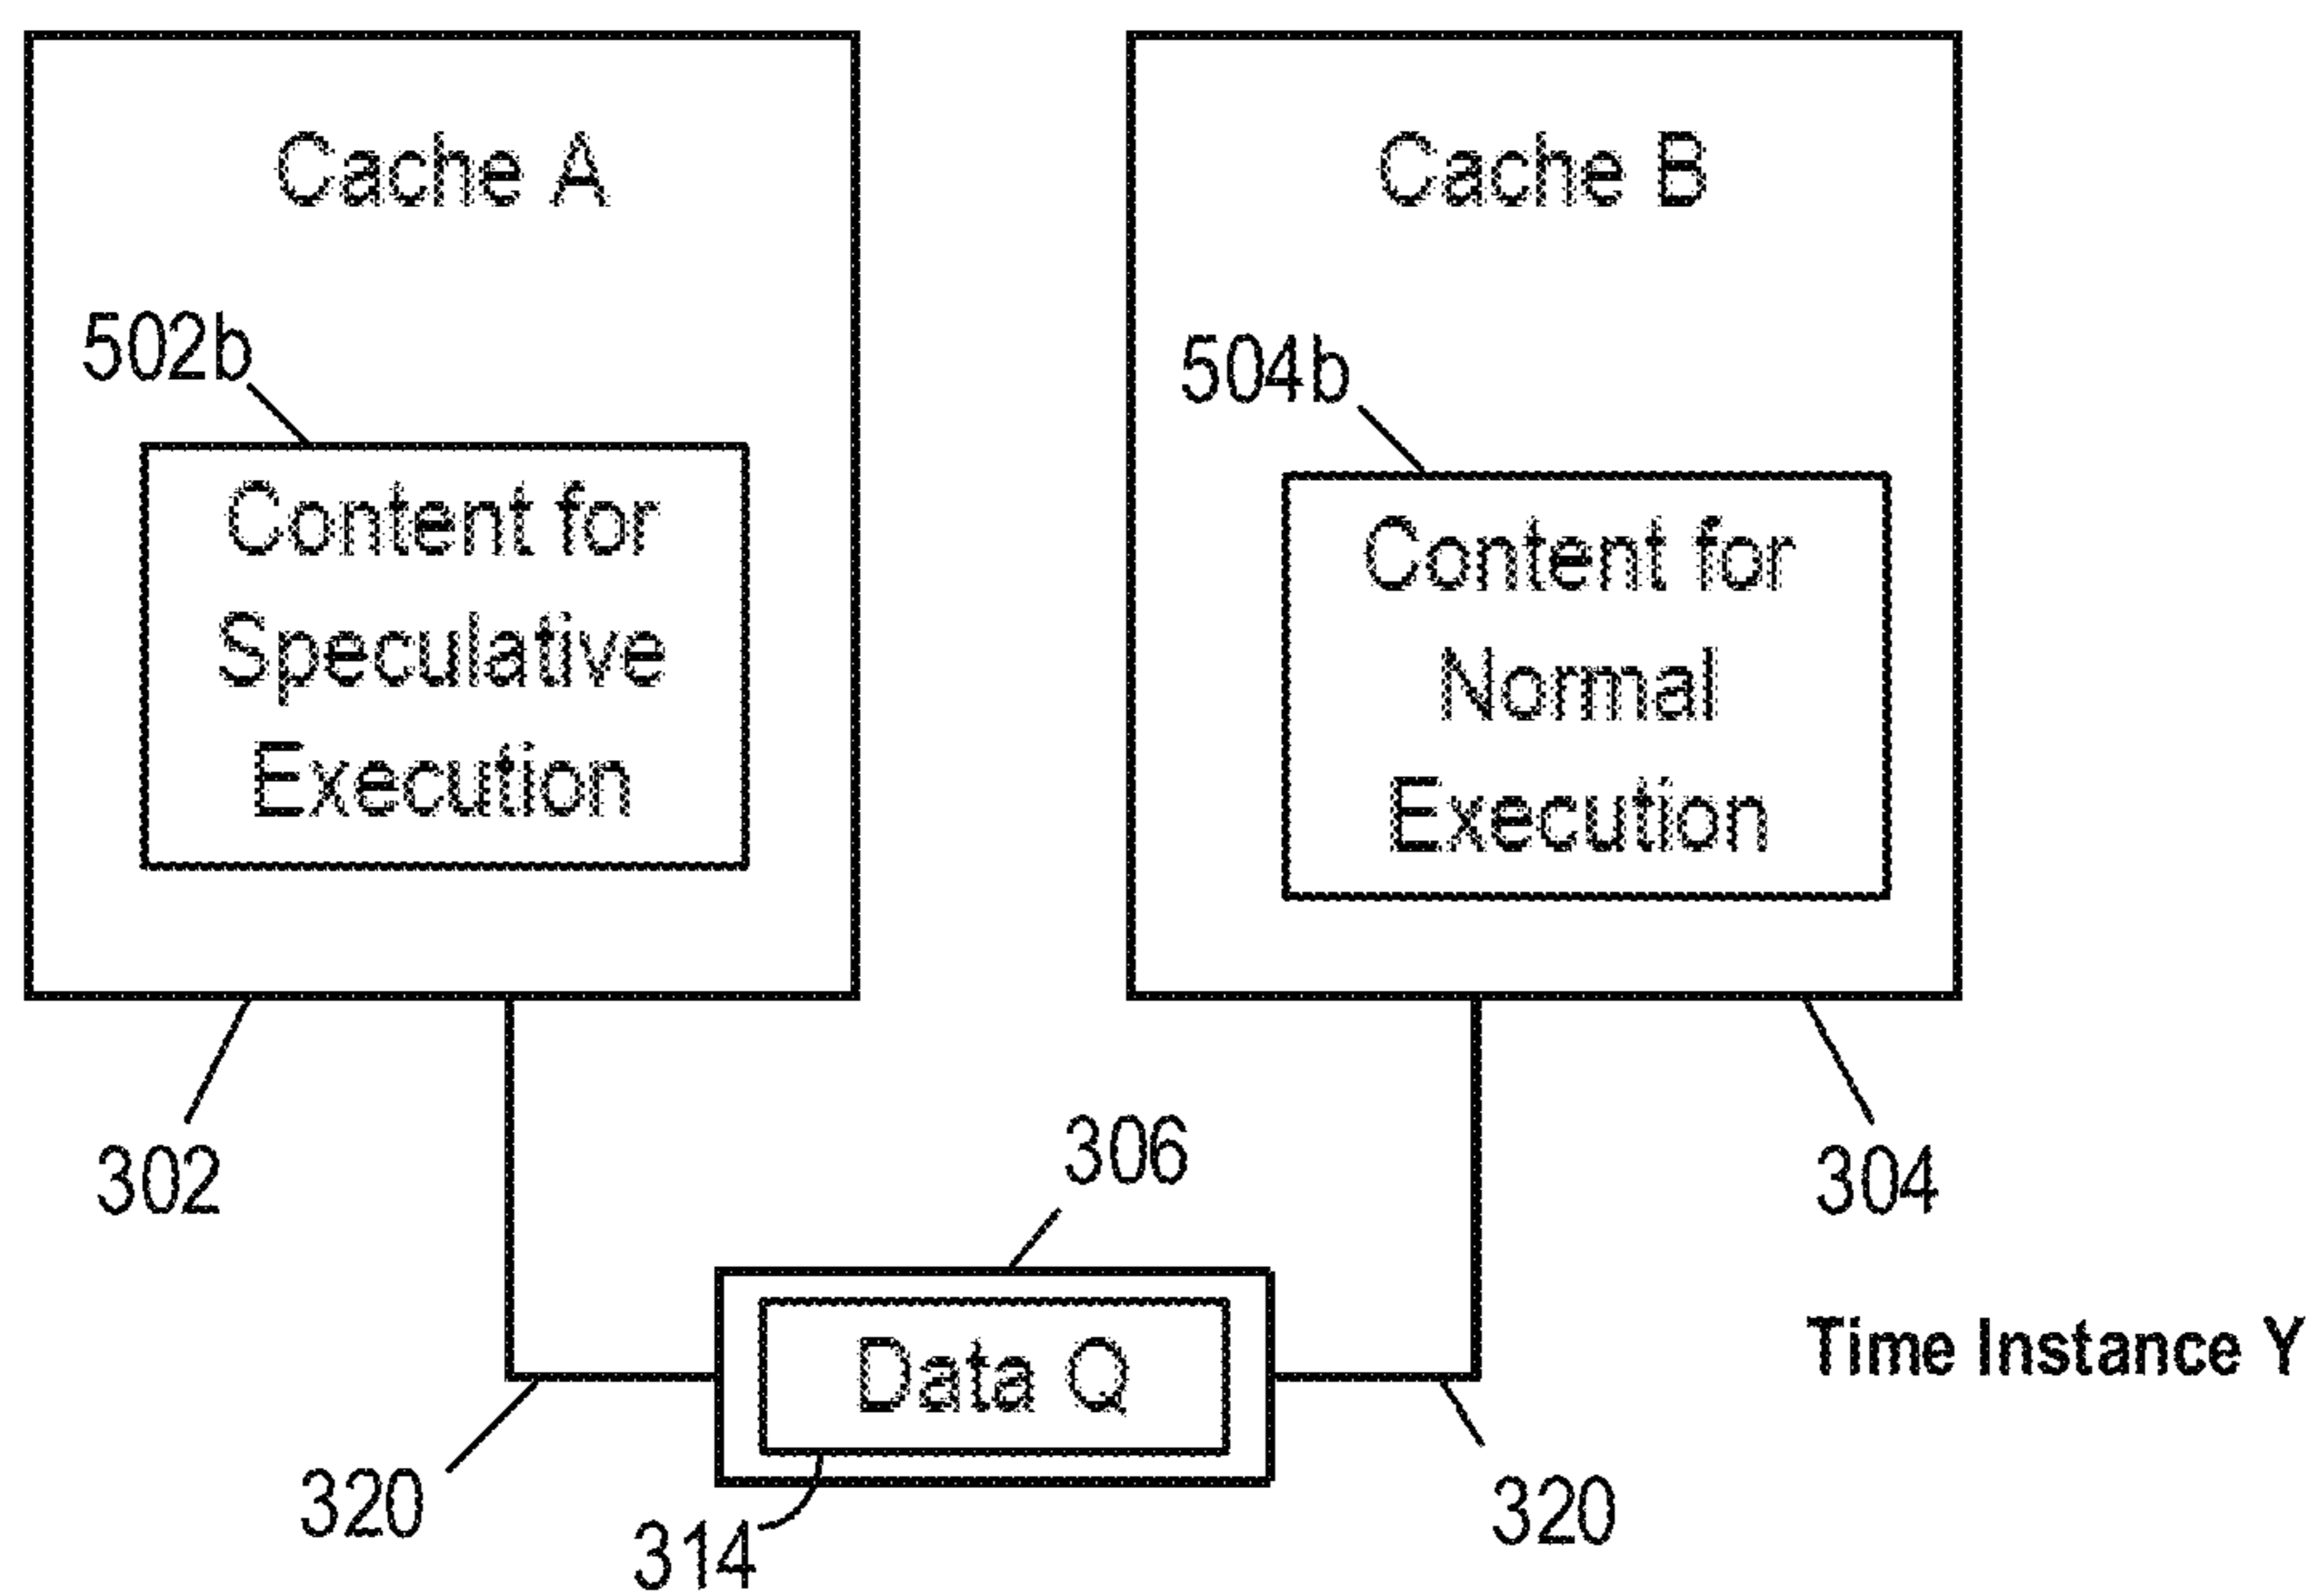 Cache A
502b
Content for
Speculative
Execution
Cache B
504b
Content for
Normal
Execution
302
306
304
Data Q
Time Instance Y
320
314
320